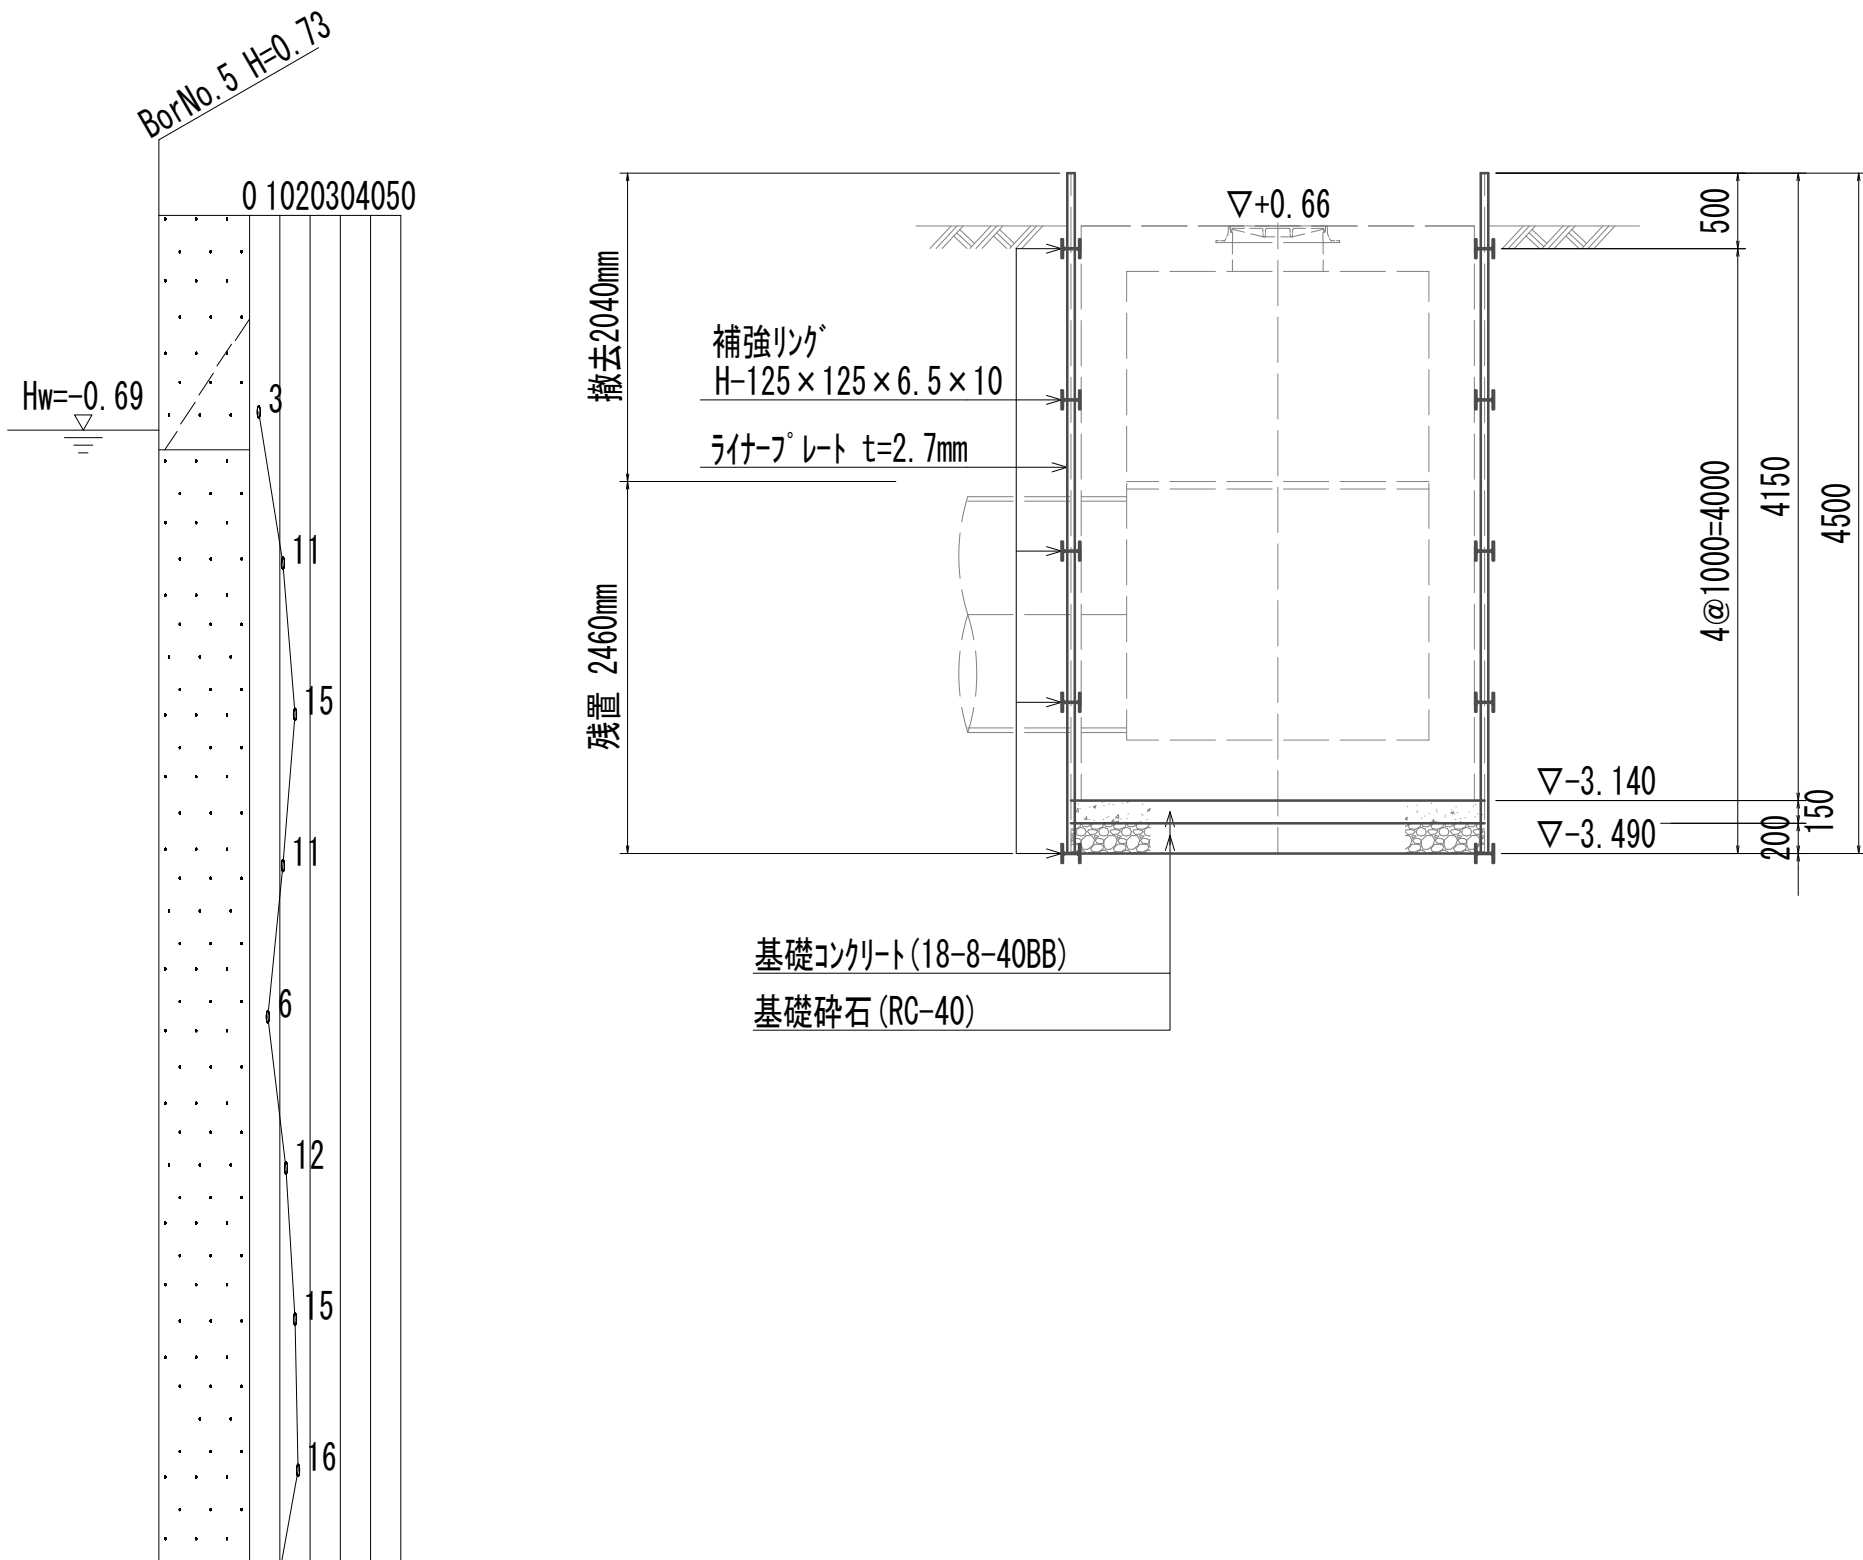 BorNo.5 H=0.73
0 1020304050
Hw=-0.69
3
11
15
11
6
12
15
16
撤去2040mm
残置 2460mm
補強リング
H-125×125×6.5×10
ライナープレート t=2.7mm
▽+0.66
▽-3.140
▽-3.490
基礎コンクリート(18-8-40BB)
基礎砕石(RC-40)
500
4@1000=4000
4150
150
200
4500